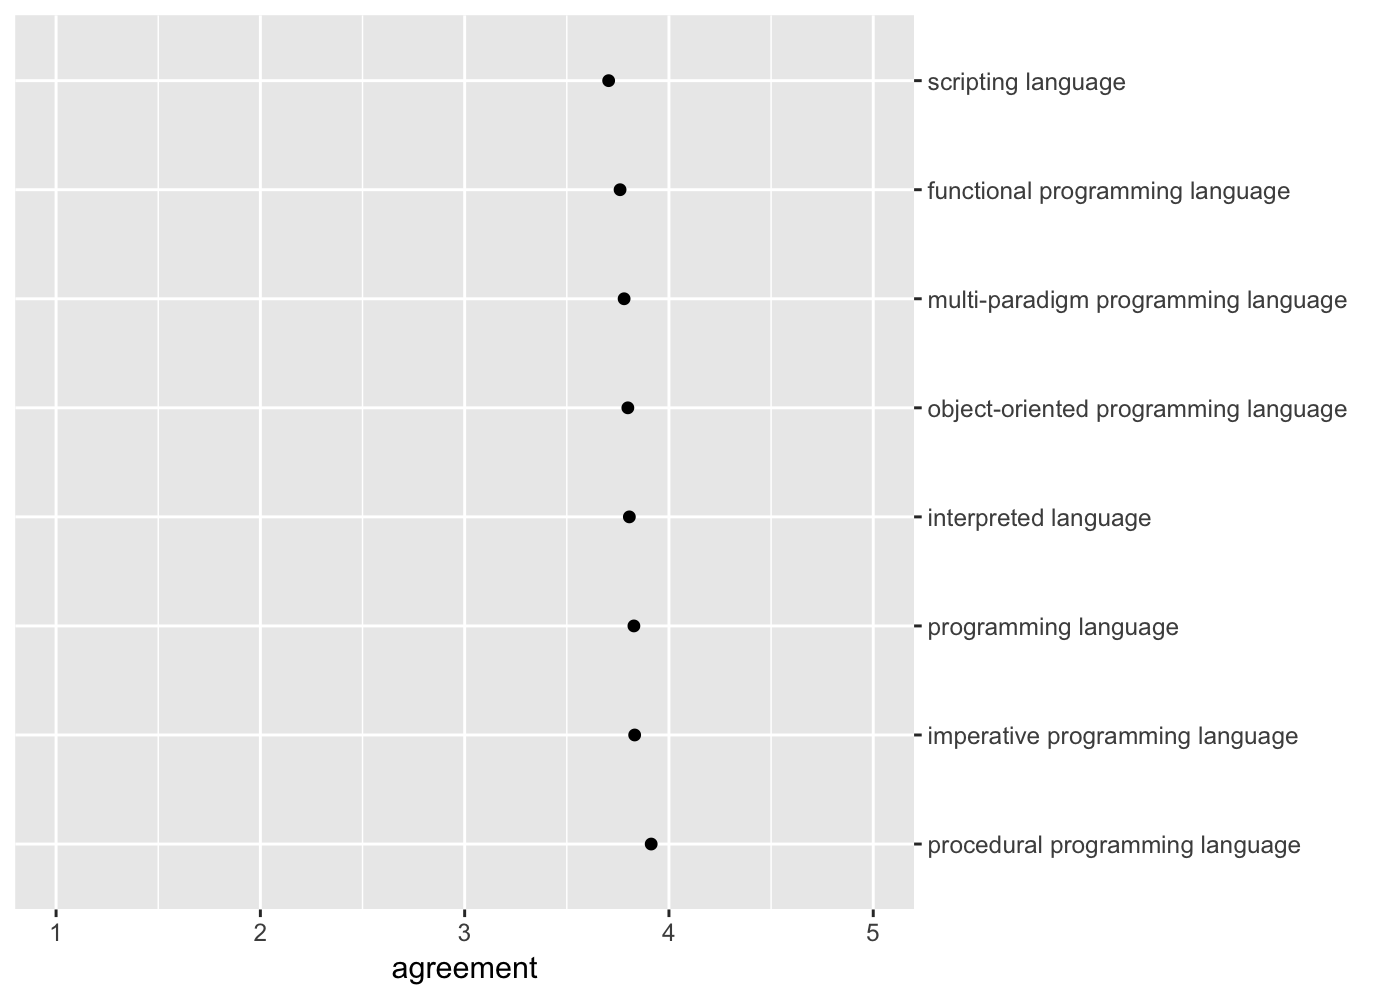 scripting language
functional programming language
multi-paradigm programming language
object-oriented programming language
interpreted language
programming language
imperative programming language
procedural programming language
1 2 3 4 5
agreement